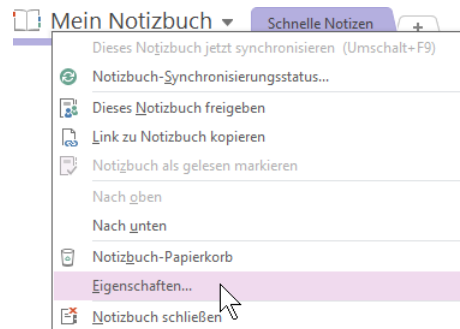 Mein Notizbuch
Schnelle Notizen
+
Dieses Notizbuch jetzt synchronisieren (Umschalt+F9)
Notizbuch-Synchronisierungsstatus...
Dieses Notizbuch freigeben
Link zu Notizbuch kopieren
Notizbuch als gelesen markieren
Nach oben
Nach unten
Notizbuch-Papierkorb
Eigenschaften...
Notizbuch schließen